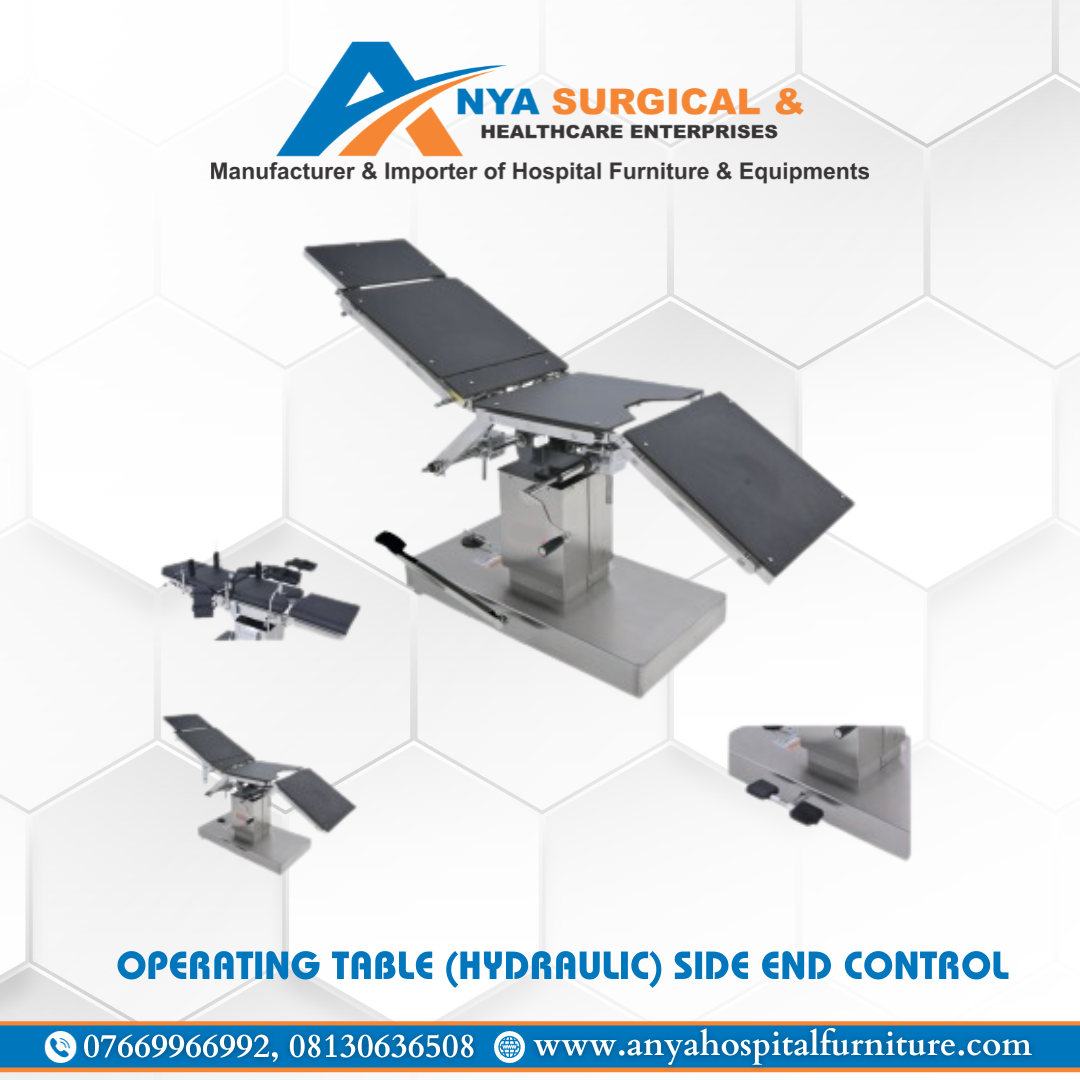 ANYA SURGICAL &
HEALTHCARE ENTERPRISES
Manufacturer & Importer of Hospital Furniture & Equipments
OPERATING TABLE (HYDRAULIC) SIDE END CONTROL
07669966992, 08130636508 www.anyahospitalfurniture.com